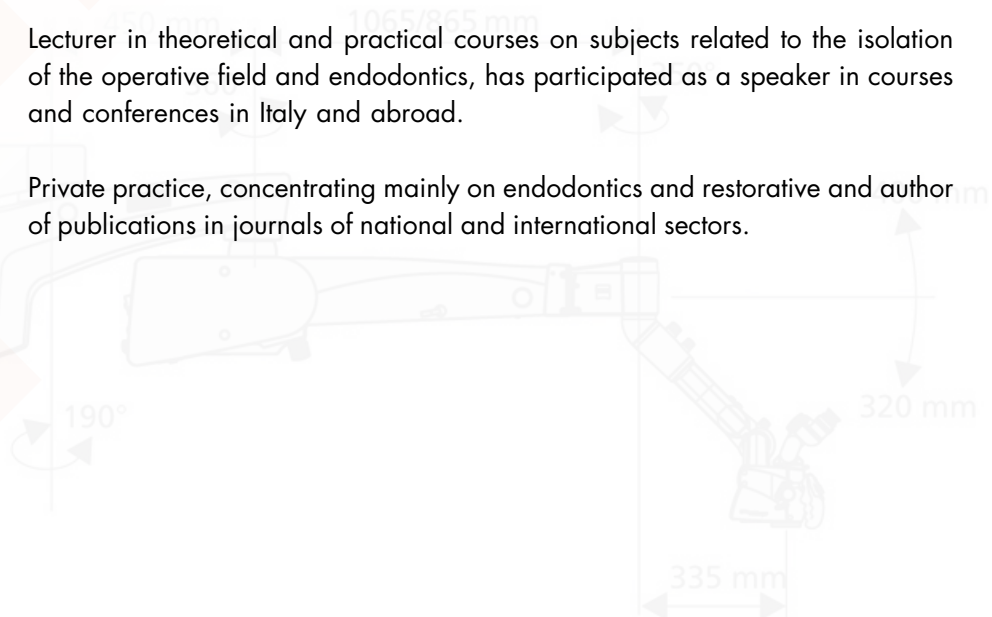 450 mm
1065/865 mm
Lecturer in theoretical and practical courses on subjects related to the isolation
of the operative field and endodontics, has participated as a speaker in courses
and conferences in Italy and abroad.
Private practice, concentrating mainly on endodontics and restorative and author
of publications in journals of national and international sectors.
190°
320 mm
335 mm